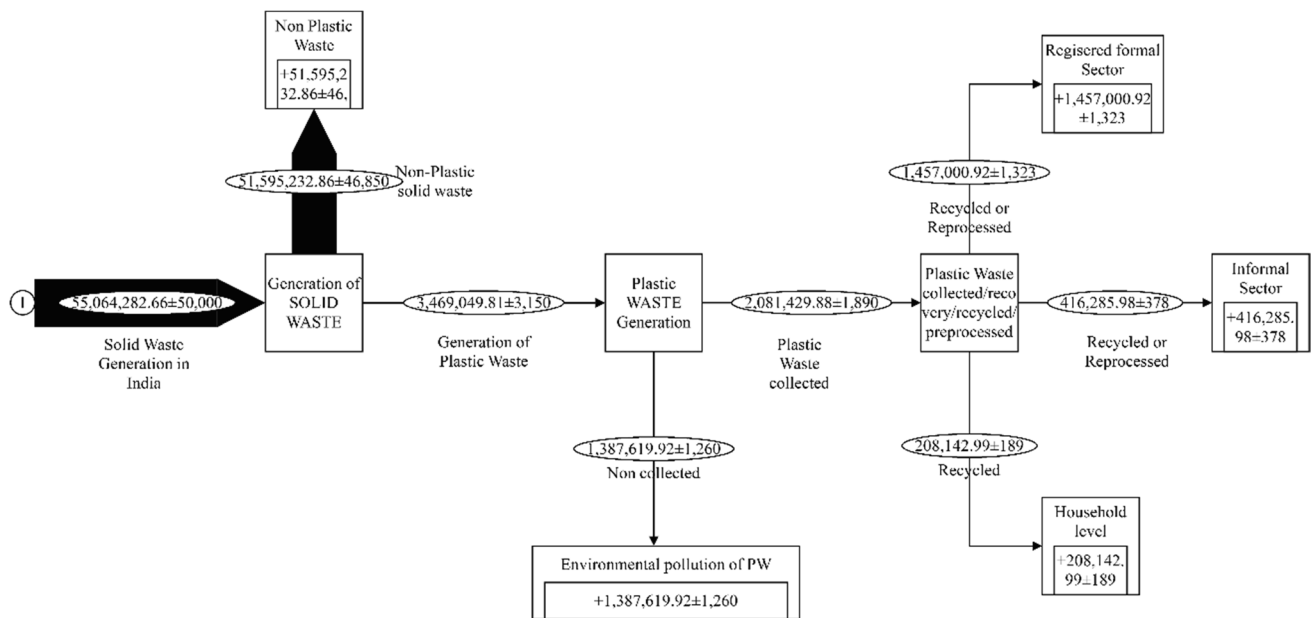 Non Plastic
Waste
+51,595,2
32.86±46,
51,595,232.86±46,850
Non-Plastic
solid waste
I
55,064,282.66±50,000
Solid Waste
Generation in
India
Generation of
SOLID
WASTE
3,469,049.81±3,150
Generation of
Plastic Waste
Plastic
WASTE
Generation
2,081,429.88±1,890
Plastic
Waste
collected
1,387,619.92±1,260
Non collected
Environmental pollution of PW
+1,387,619.92±1,260
Plastic Waste
collected/reco
very/recycled/
preprocessed
1,457,000.92±1,323
Recycled or
Reprocessed
Regisered formal
Sector
+1,457,000.92
±1,323
416,285.98±378
Recycled or
Reprocessed
Informal
Sector
+416,285.
98±378
208,142.99±189
Recycled
Household
level
+208,142.
99±189